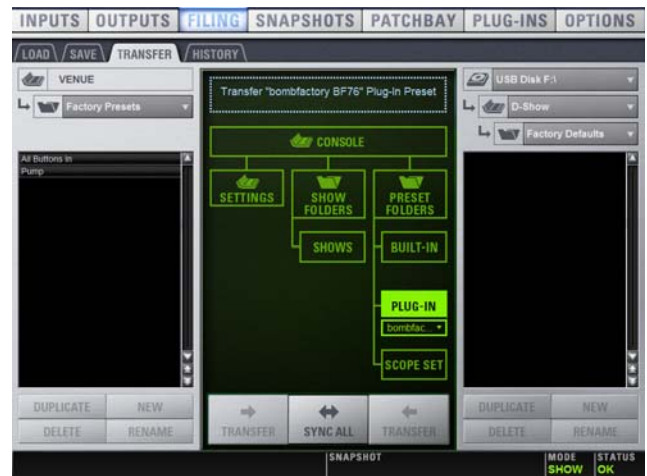 INPUTS OUTPUTS FILING SNAPSHOTS PATCHBAY PLUG-INS OPTIONS
LOAD SAVE TRANSFER HISTORY
VENUE
Factory Presets
All Buttons In
Pump
DUPLICATE NEW
DELETE RENAME
Transfer "bombfactory BF76" Plug-In Preset
CONSOLE
SETTINGS
SHOW
FOLDERS
PRESET
FOLDERS
SHOWS
BUILT-IN
PLUG-IN
bombfac...
SCOPE SET
TRANSFER SYNC ALL TRANSFER
USB Disk F:\
D-Show
Factory Defaults
DUPLICATE NEW
DELETE RENAME
SNAPSHOT
MODE STATUS
SHOW OK